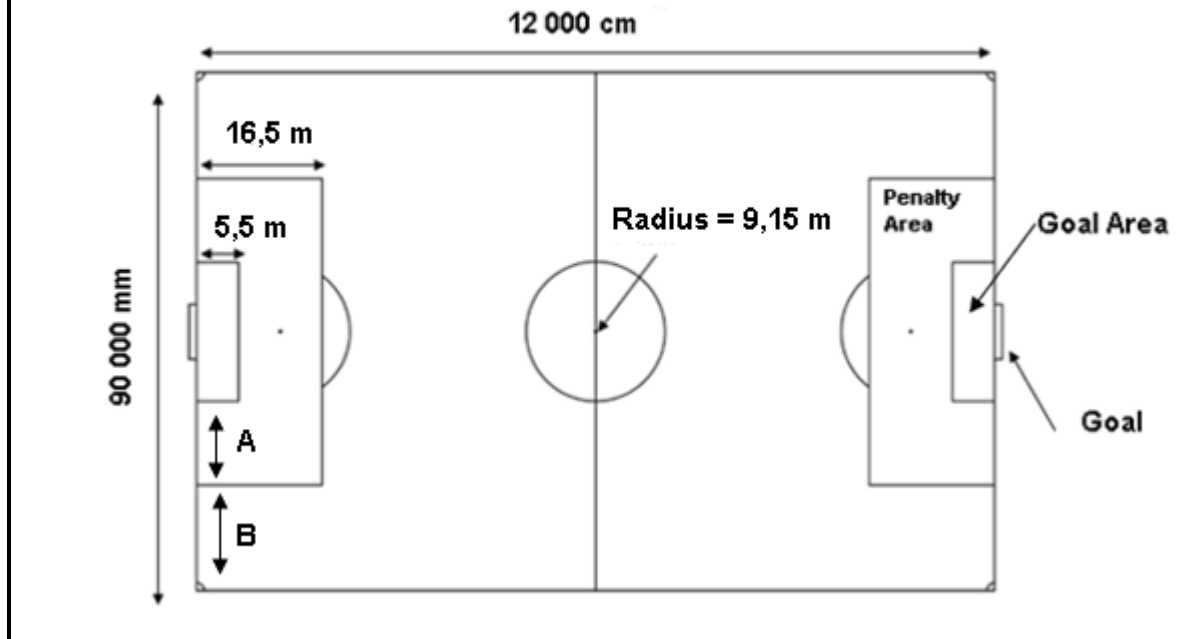 12 000 cm
16,5 m
Penalty
Area
5,5 m
Radius = 9,15 m
Goal Area
90 000 mm
A
Goal
B